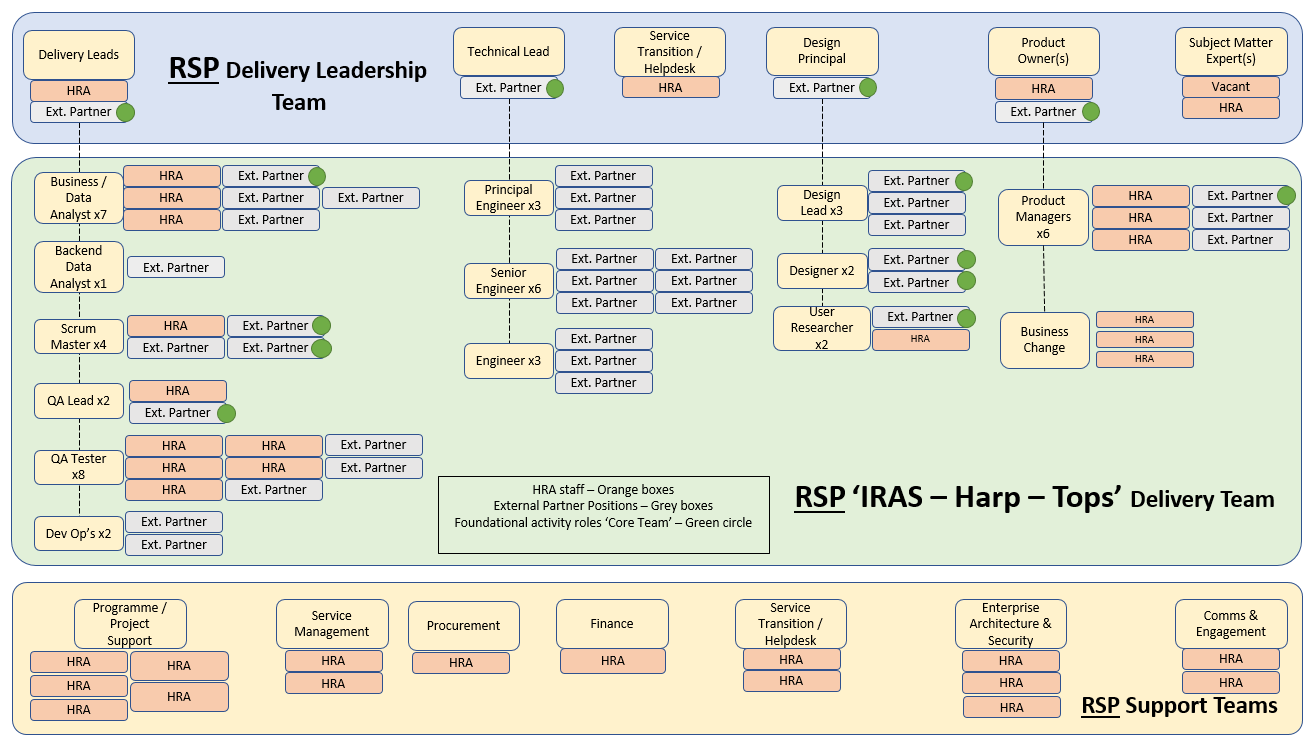 Delivery Leads
HRA
Ext. Partner
RSP Delivery Leadership
Team
Technical Lead
Ext. Partner
Service
Transition /
Helpdesk
HRA
Design
Principal
Ext. Partner
Product
Owner(s)
HRA
Ext. Partner
Subject Matter
Expert(s)
Vacant
HRA
Business /
Data
Analyst x7
HRA Ext. Partner
HRA Ext. Partner Ext. Partner
HRA Ext. Partner
Backend
Data
Analyst x1
Ext. Partner
Scrum
Master x4
HRA Ext. Partner
Ext. Partner Ext. Partner
QA Lead x2
HRA
Ext. Partner
QA Tester
x8
HRA HRA Ext. Partner
HRA HRA Ext. Partner
HRA Ext. Partner
Dev Op's x2
Ext. Partner
Ext. Partner
Principal
Engineer x3
Ext. Partner
Ext. Partner
Ext. Partner
Senior
Engineer x6
Ext. Partner Ext. Partner
Ext. Partner Ext. Partner
Ext. Partner Ext. Partner
Engineer x3
Ext. Partner
Ext. Partner
Ext. Partner
Design
Lead x3
Ext. Partner
Ext. Partner
Ext. Partner
Designer x2
Ext. Partner
Ext. Partner
User
Researcher
x2
Ext. Partner
HRA
Product
Managers
x6
HRA Ext. Partner
HRA Ext. Partner
HRA Ext. Partner
Business
Change
HRA
HRA
HRA
HRA staff – Orange boxes
External Partner Positions – Grey boxes
Foundational activity roles 'Core Team' – Green circle
RSP 'IRAS – Harp – Tops' Delivery Team
Programme /
Project
Support
HRA HRA
HRA HRA
HRA
Service
Management
HRA
HRA
Procurement
HRA
Finance
HRA
Service
Transition /
Helpdesk
HRA
HRA
Enterprise
Architecture &
Security
HRA
HRA
HRA
Comms &
Engagement
HRA
HRA
RSP Support Teams